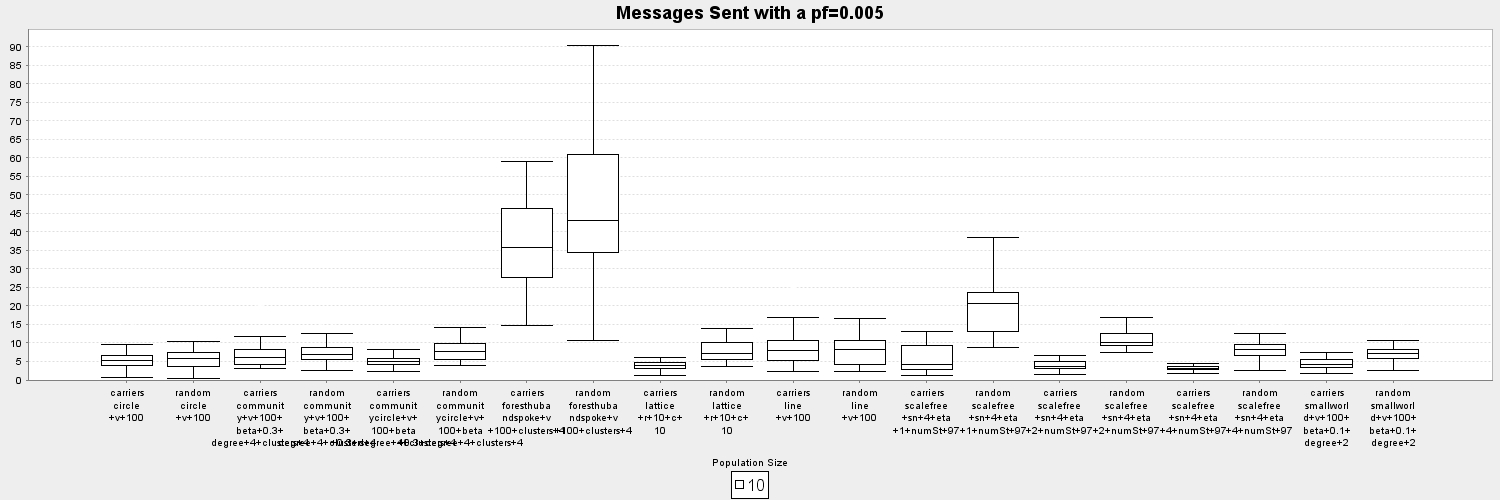 Messages Sent with a pf=0.005
90
85
80
75
70
65
60
55
50
45
40
35
30
25
20
15
10
5
0
carriers
circle
+v+100
random
circle
+v+100
carriers
communit
y+v+100+
beta+0.3+
degree+4+clusters+4
random
communit
y+v+100+
beta+0.3+
carriers
communit
ycircle+v+
100+beta
random
communit
ycircle+v+
100+beta
carriers
foresthuba
ndspoke+v
+100+clusters+4
random
foresthuba
ndspoke+v
+100+clusters+4
carriers
lattice
+r+10+c+
10
random
lattice
+r+10+c+
10
carriers
line
+v+100
random
line
+v+100
carriers
scalefree
+sn+4+eta
+1+numSt+97
random
scalefree
+sn+4+eta
+1+numSt+97
carriers
scalefree
+sn+4+eta
+2+numSt+97
random
scalefree
+sn+4+eta
+2+numSt+97
carriers
scalefree
+sn+4+eta
+4+numSt+97
random
scalefree
+sn+4+eta
+4+numSt+97
carriers
smallworl
d+v+100+
beta+0.1+
degree+2
random
smallworl
d+v+100+
beta+0.1+
degree+2
Population Size
10